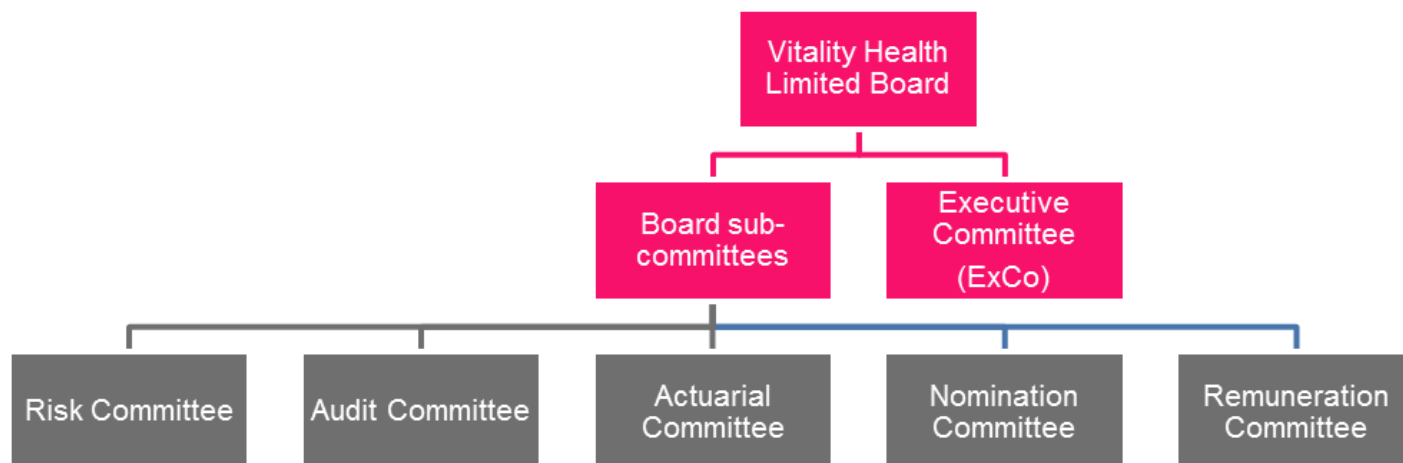 Vitality Health
Limited Board
Board sub-
committees
Executive
Committee
(ExCo)
Risk Committee
Audit Committee
Actuarial
Committee
Nomination
Committee
Remuneration
Committee